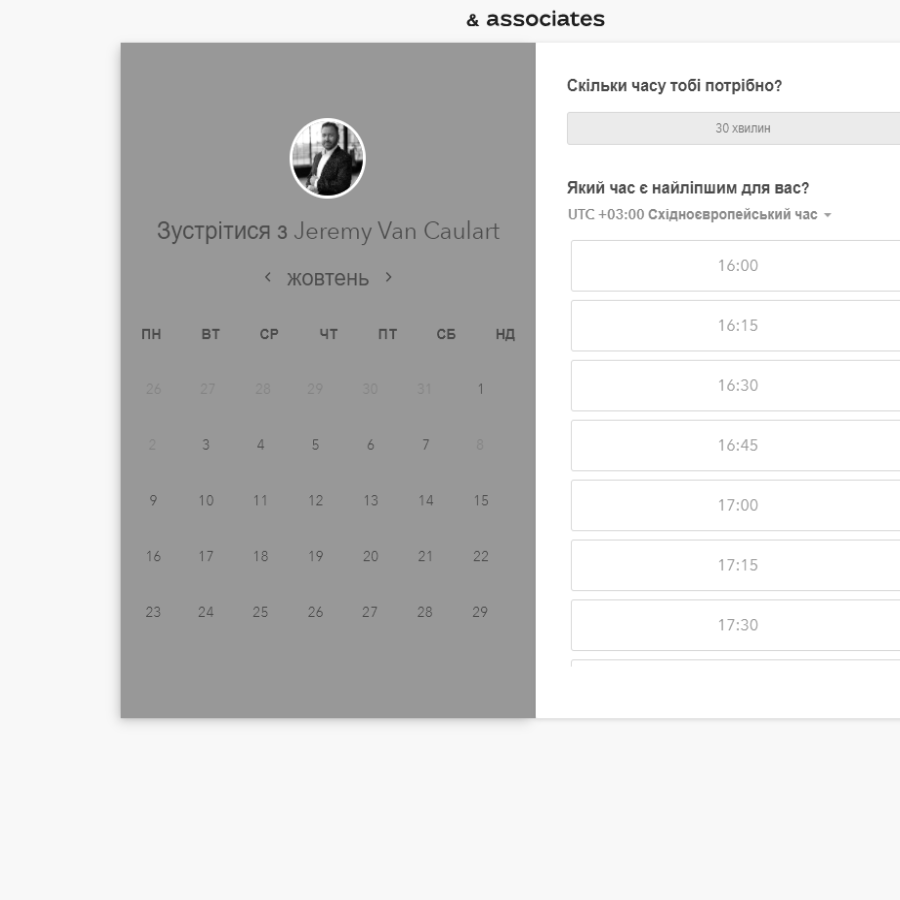 & associates
Зустрітися з Jeremy Van Caulart
жовтень
ПН ВТ СР ЧТ ПТ СБ НД
26 27 28 29 30 31 1
2 3 4 5 6 7 8
9 10 11 12 13 14 15
16 17 18 19 20 21 22
23 24 25 26 27 28 29
Скільки часу тобі потрібно?
30 хвилин
Який час є найліпшим для вас?
UTC +03:00 Східноєвропейський час
16:00
16:15
16:30
16:45
17:00
17:15
17:30